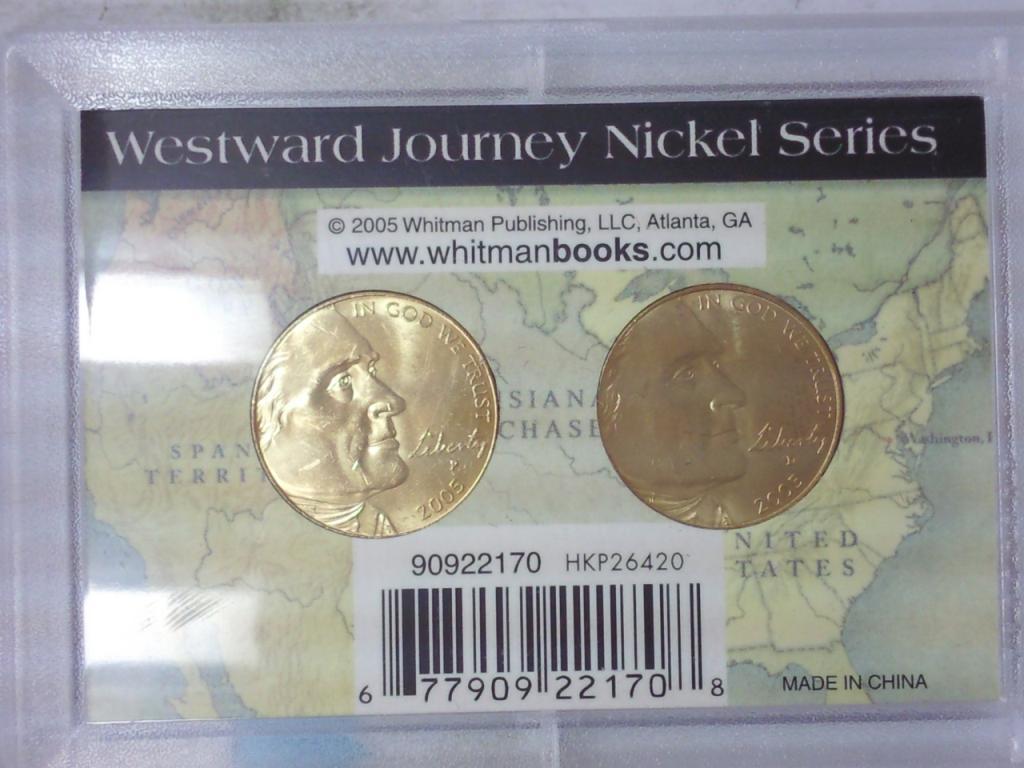 Westward Journey Nickel Series
© 2005 Whitman Publishing, LLC, Atlanta, GA
www.whitmanbooks.com
IN GOD WE TRUST
Liberty
P
2005
IN GOD WE TRUST
Liberty
D
2005
SIANA
CHASE
SPAN
TERRI
Washington,
NITED
TATES
90922170 HKP26420
6 77909 22170 8
MADE IN CHINA